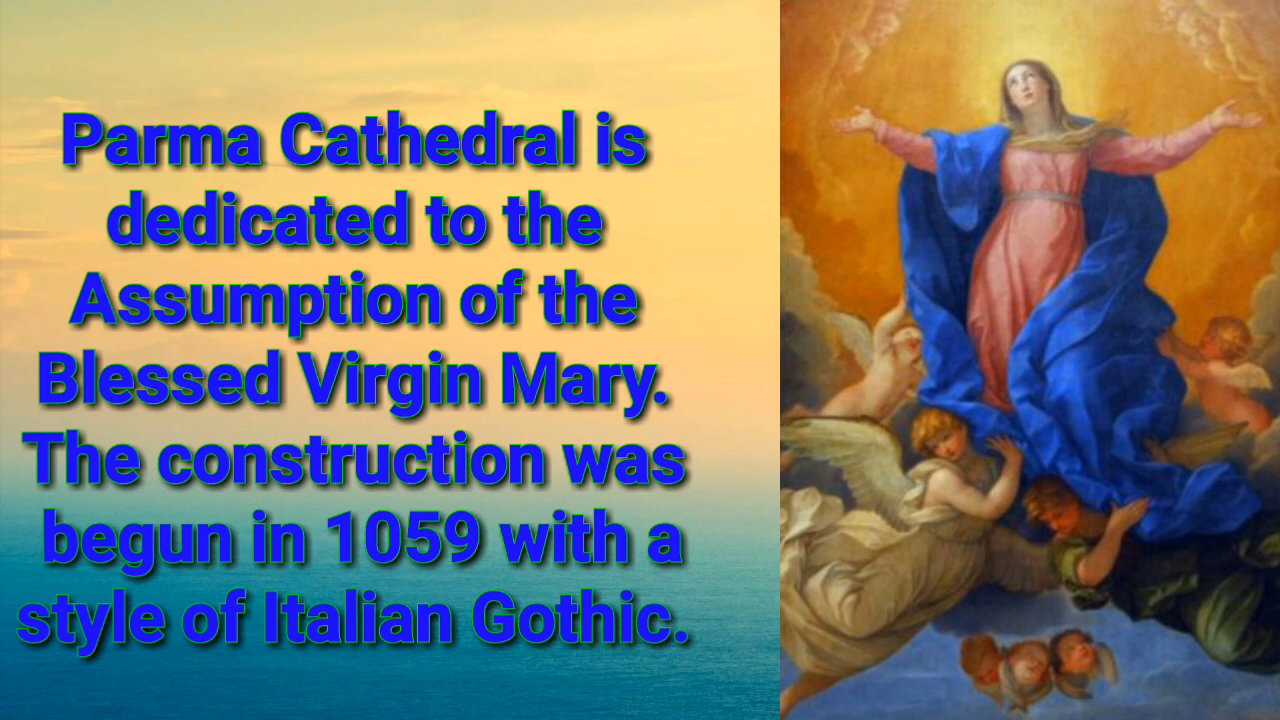 Parma Cathedral is
dedicated to the
Assumption of the
Blessed Virgin Mary.
The construction was
begun in 1059 with a
style of Italian Gothic.